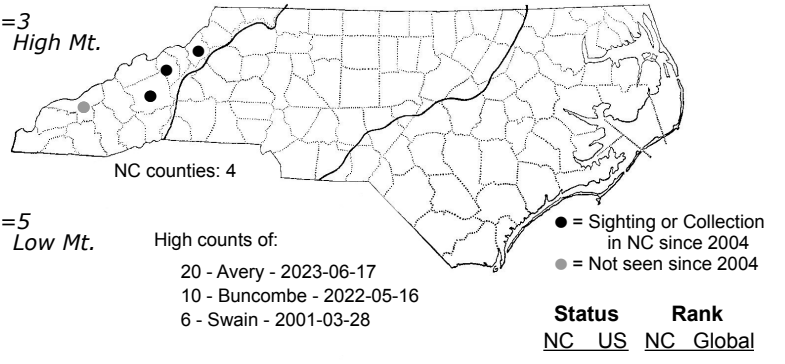 =3
High Mt.
NC counties: 4
=5
Low Mt.
High counts of:
20 - Avery - 2023-06-17
10 - Buncombe - 2022-05-16
6 - Swain - 2001-03-28
= Sighting or Collection
in NC since 2004
= Not seen since 2004
Status Rank
NC US NC Global